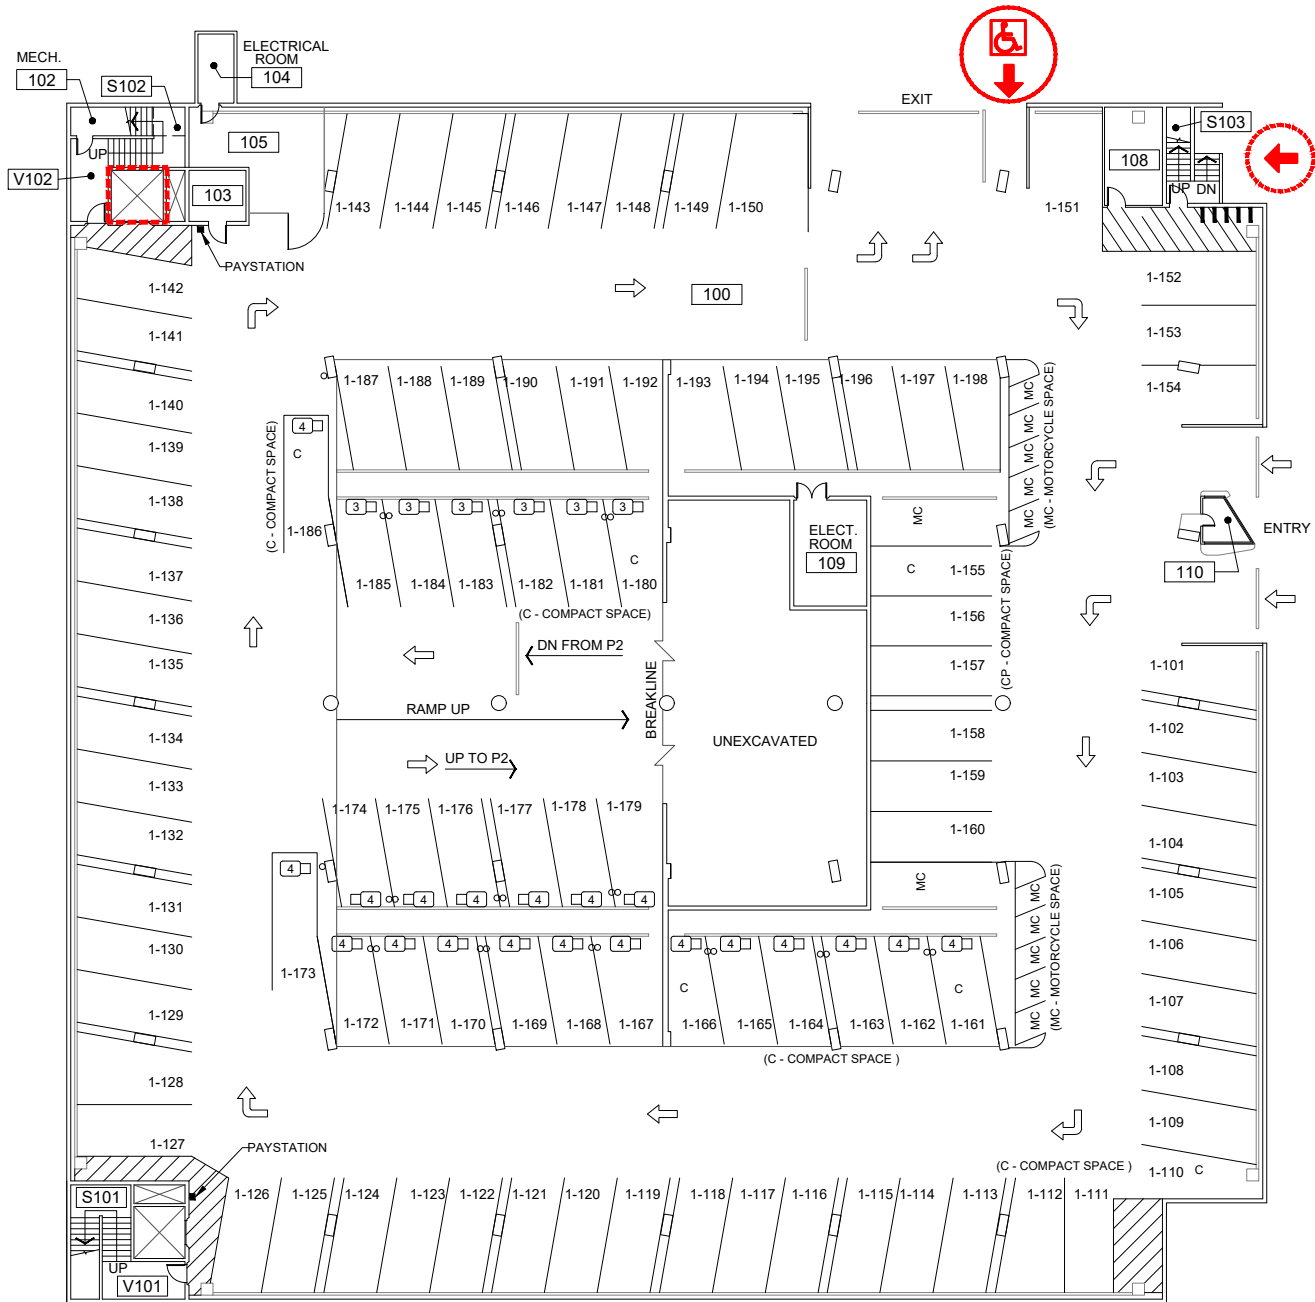 MECH.
102
S102
ELECTRICAL
ROOM
104
EXIT
S103
105
108
UP
V102
103
UP DN
1-143
1-144
1-145
1-146
1-147
1-148
1-149
1-150
1-151
PAYSTATION
100
1-142
1-141
1-140
1-139
1-138
1-137
1-136
1-135
1-134
1-133
1-132
1-131
1-130
1-129
1-128
1-127
1-152
1-153
1-154
1-187
1-188
1-189
1-190
1-191
1-192
1-193
1-194
1-195
1-196
1-197
1-198
MC
MC
MC
MC
MC
MC
(MC - MOTORCYCLE SPACE)
4
C
(C - COMPACT SPACE)
1-186
3
3
3
3
3
3
C
1-185
1-184
1-183
1-182
1-181
1-180
(C - COMPACT SPACE)
ELECT.
ROOM
109
MC
C
1-155
1-156
1-157
(CP - COMPACT SPACE)
ENTRY
110
DN FROM P2
RAMP UP
BREAKLINE
UP TO P2
UNEXCAVATED
1-158
1-159
1-160
1-101
1-102
1-103
1-104
1-105
1-106
1-107
1-108
1-109
1-110 C
1-174
1-175
1-176
1-177
1-178
1-179
4
4
4
4
4
4
4
MC
MC
MC
MC
MC
MC
MC
(MC - MOTORCYCLE SPACE)
4
4
4
4
4
4
4
4
4
4
4
4
1-173
C
C
1-172
1-171
1-170
1-169
1-168
1-167
1-166
1-165
1-164
1-163
1-162
1-161
(C - COMPACT SPACE )
PAYSTATION
(C - COMPACT SPACE )
S101
1-126
1-125
1-124
1-123
1-122
1-121
1-120
1-119
1-118
1-117
1-116
1-115
1-114
1-113
1-112
1-111
UP
V101